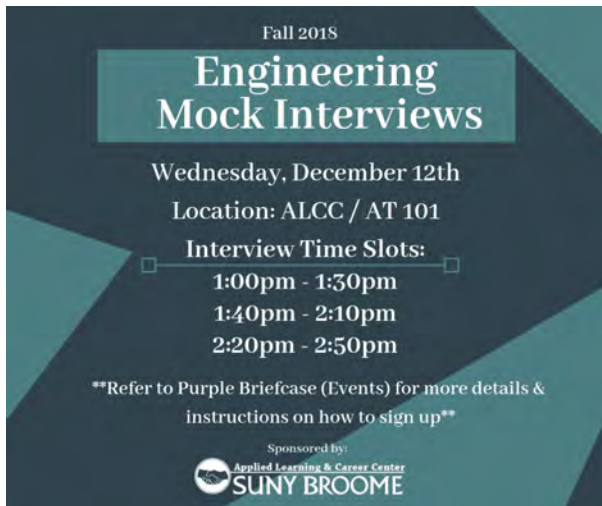 Fall 2018
Engineering
Mock Interviews
Wednesday, December 12th
Location: ALCC / AT 101
Interview Time Slots:
1:00pm - 1:30pm
1:40pm - 2:10pm
2:20pm - 2:50pm
**Refer to Purple Briefcase (Events) for more details &
instructions on how to sign up**
Sponsored by:
Applied Learning & Career Center
SUNY BROOME